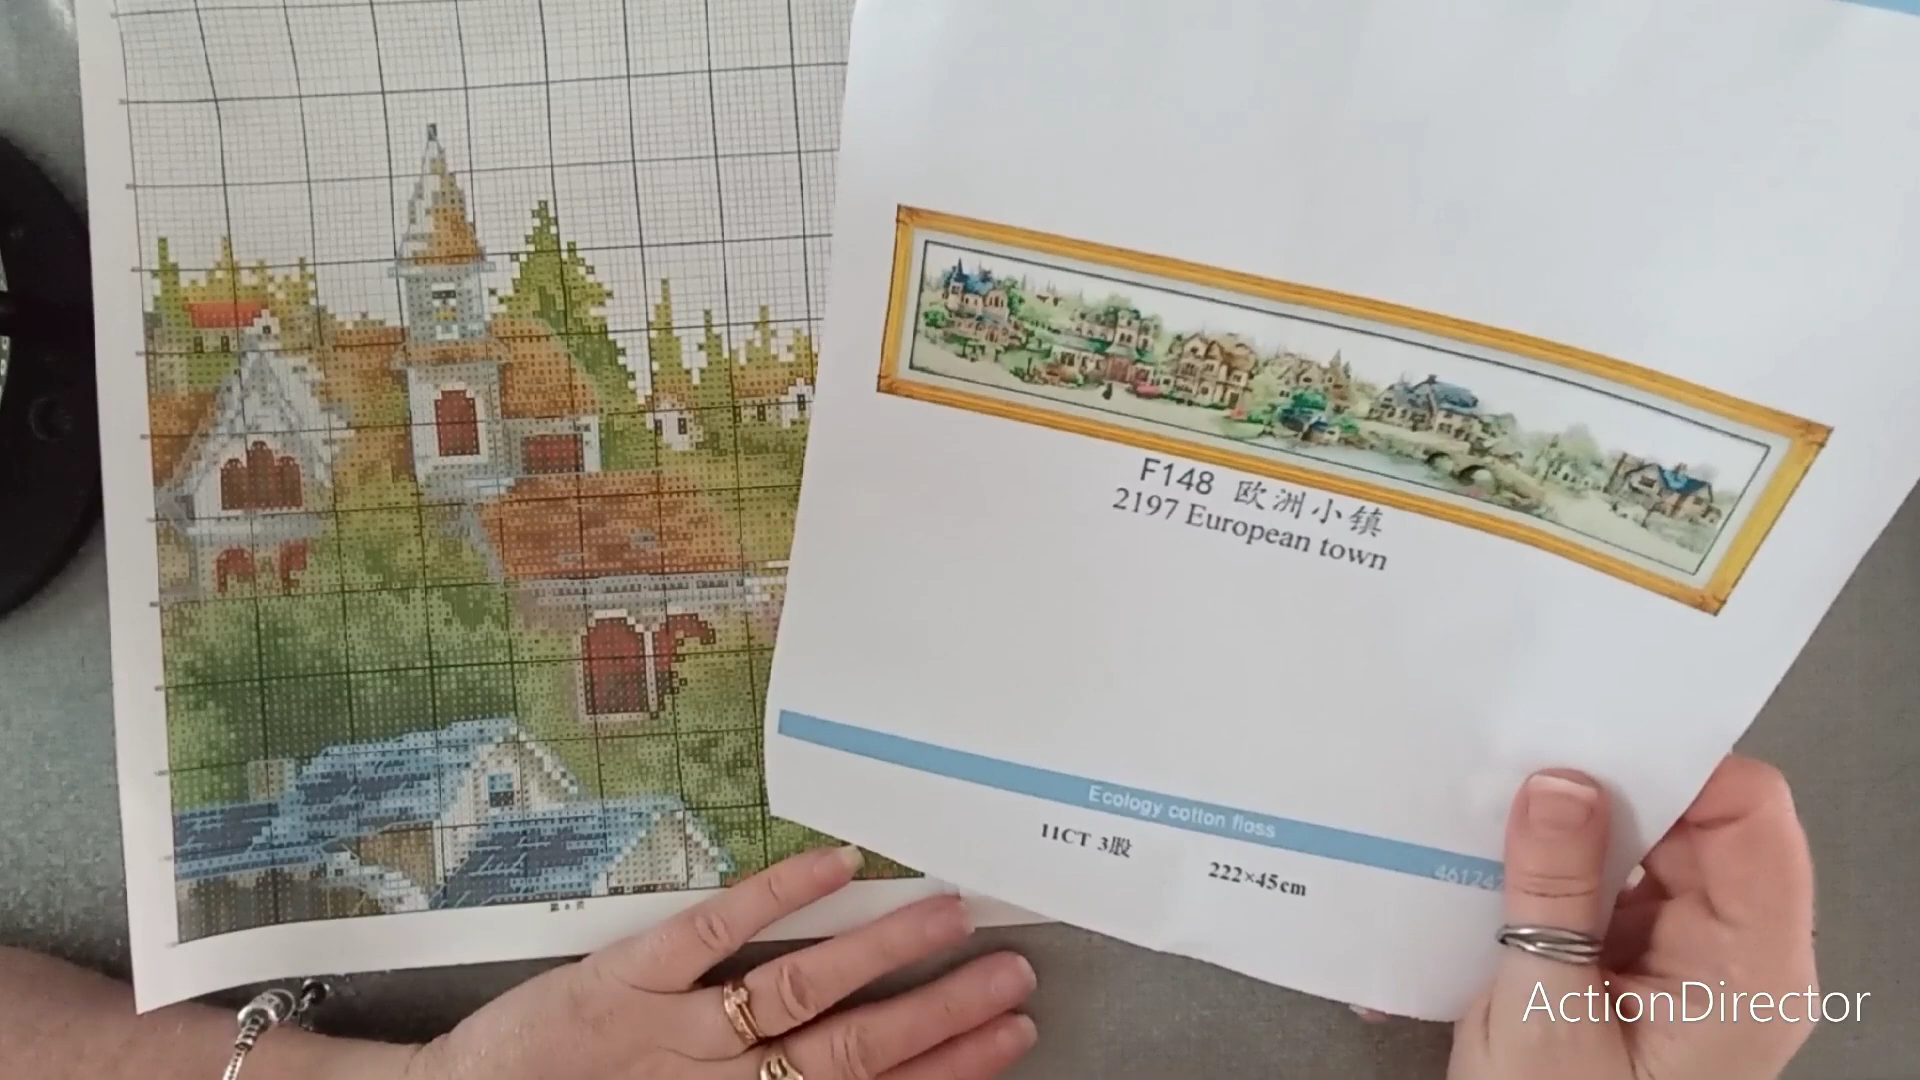 F148 欧洲小镇
2197 European town
Ecology cotton floss
11CT 3股
222×45cm
ActionDirector